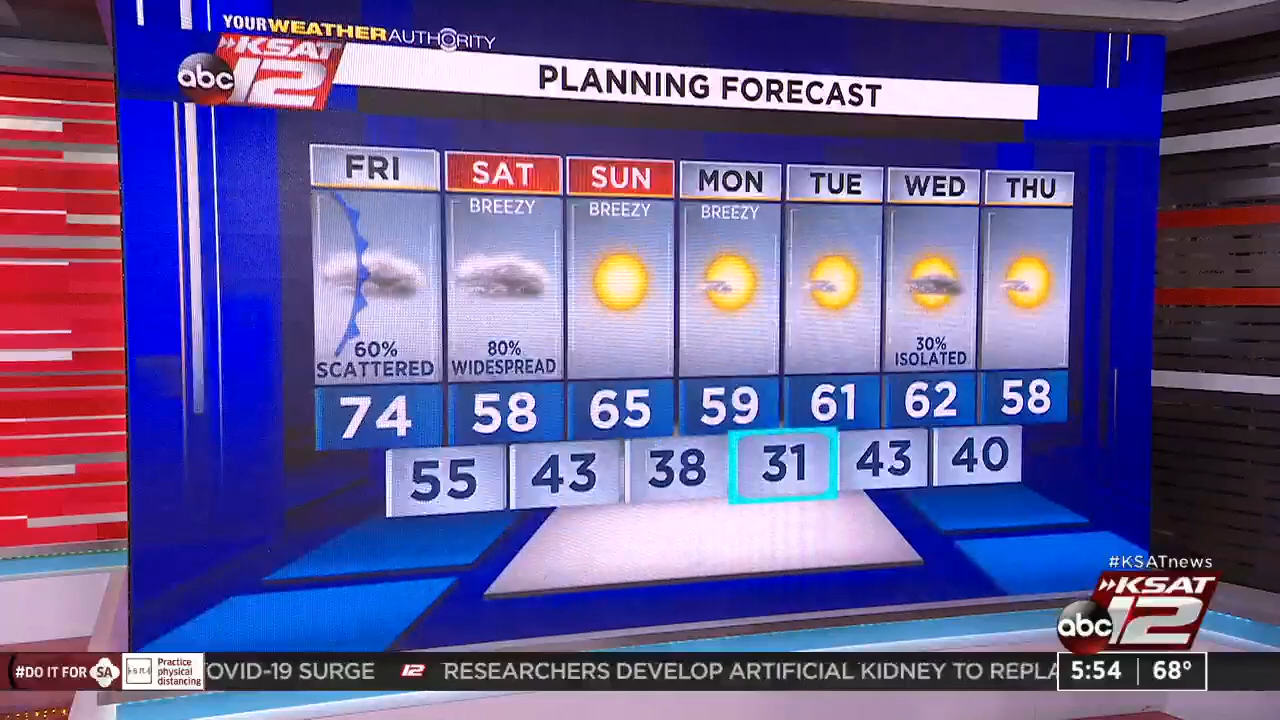 YOUR WEATHER AUTHORITY
KSAT
abc 12
PLANNING FORECAST
FRI SAT SUN MON TUE WED THU
BREEZY BREEZY BREEZY
60% SCATTERED
80% WIDESPREAD
30% ISOLATED
74 58 65 59 61 62 58
55 43 38 31 43 40
#KSATnews
KSAT
abc 12
#DO IT FOR SA
Practice
physical
distancing
OVID-19 SURGE 12 RESEARCHERS DEVELOP ARTIFICIAL KIDNEY TO REPLA
5:54 68°